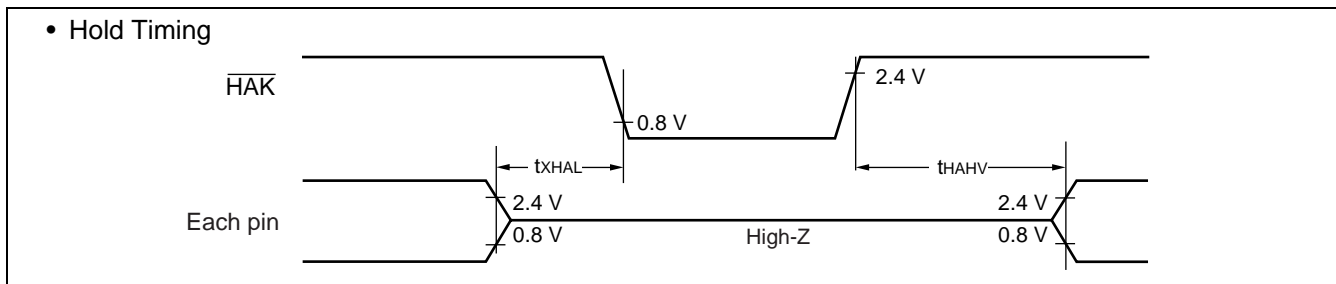 • Hold Timing
HAK
2.4 V
0.8 V
tXHAL
tHAHV
Each pin
2.4 V
0.8 V
High-Z
2.4 V
0.8 V